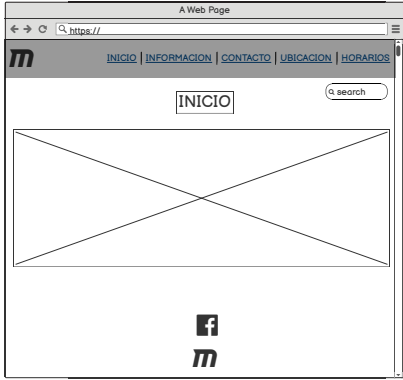 A Web Page
https://
m
INICIO | INFORMACION | CONTACTO | UBICACION | HORARIOS
search
INICIO
f
m